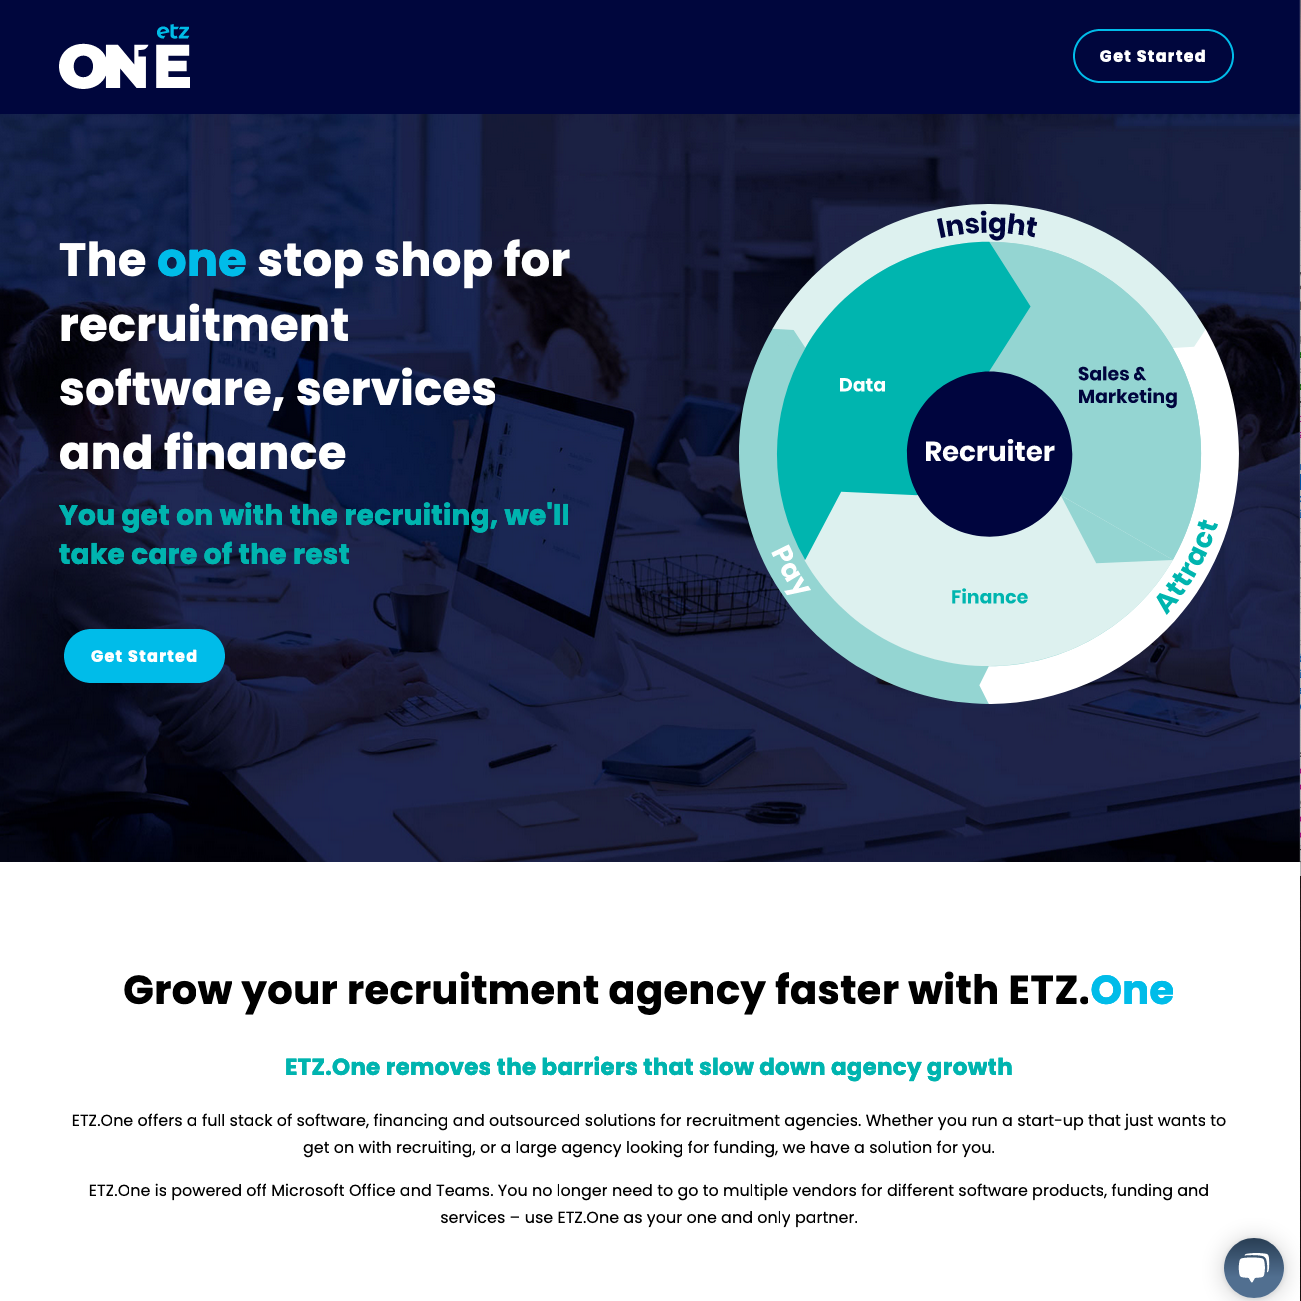 etz
ONE
Get Started
The one stop shop for
recruitment
software, services
and finance
You get on with the recruiting, we'll
take care of the rest
Get Started
Insight
Data
Sales &
Marketing
Recruiter
Pay
Attract
Finance
Grow your recruitment agency faster with ETZ.One
ETZ.One removes the barriers that slow down agency growth
ETZ.One offers a full stack of software, financing and outsourced solutions for recruitment agencies. Whether you run a start-up that just wants to
get on with recruiting, or a large agency looking for funding, we have a solution for you.
ETZ.One is powered off Microsoft Office and Teams. You no longer need to go to multiple vendors for different software products, funding and
services – use ETZ.One as your one and only partner.